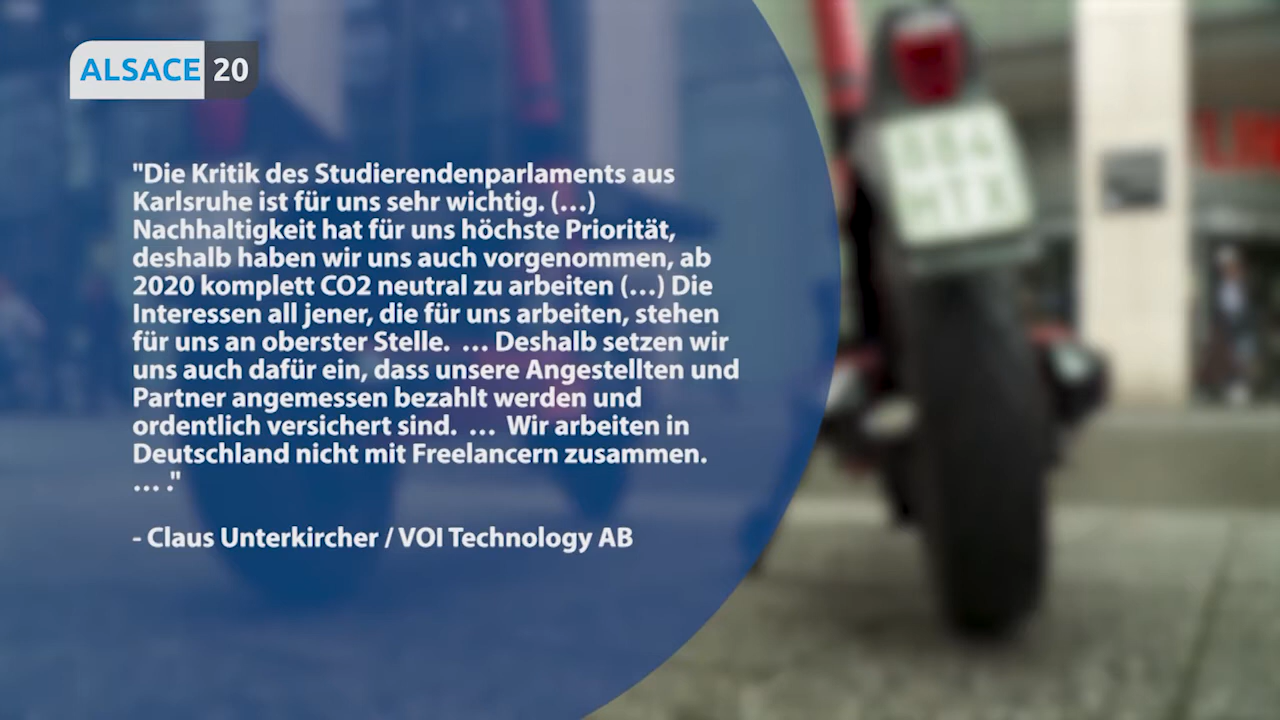 ALSACE 20
"Die Kritik des Studierendenparlaments aus
Karlsruhe ist für uns sehr wichtig. (…)
Nachhaltigkeit hat für uns höchste Priorität,
deshalb haben wir uns auch vorgenommen, ab
2020 komplett CO2 neutral zu arbeiten (…) Die
Interessen all jener, die für uns arbeiten, stehen
für uns an oberster Stelle.  … Deshalb setzen wir
uns auch dafür ein, dass unsere Angestellten und
Partner angemessen bezahlt werden und
ordentlich versichert sind.  …  Wir arbeiten in
Deutschland nicht mit Freelancern zusammen.
… ."
- Claus Unterkircher / VOI Technology AB